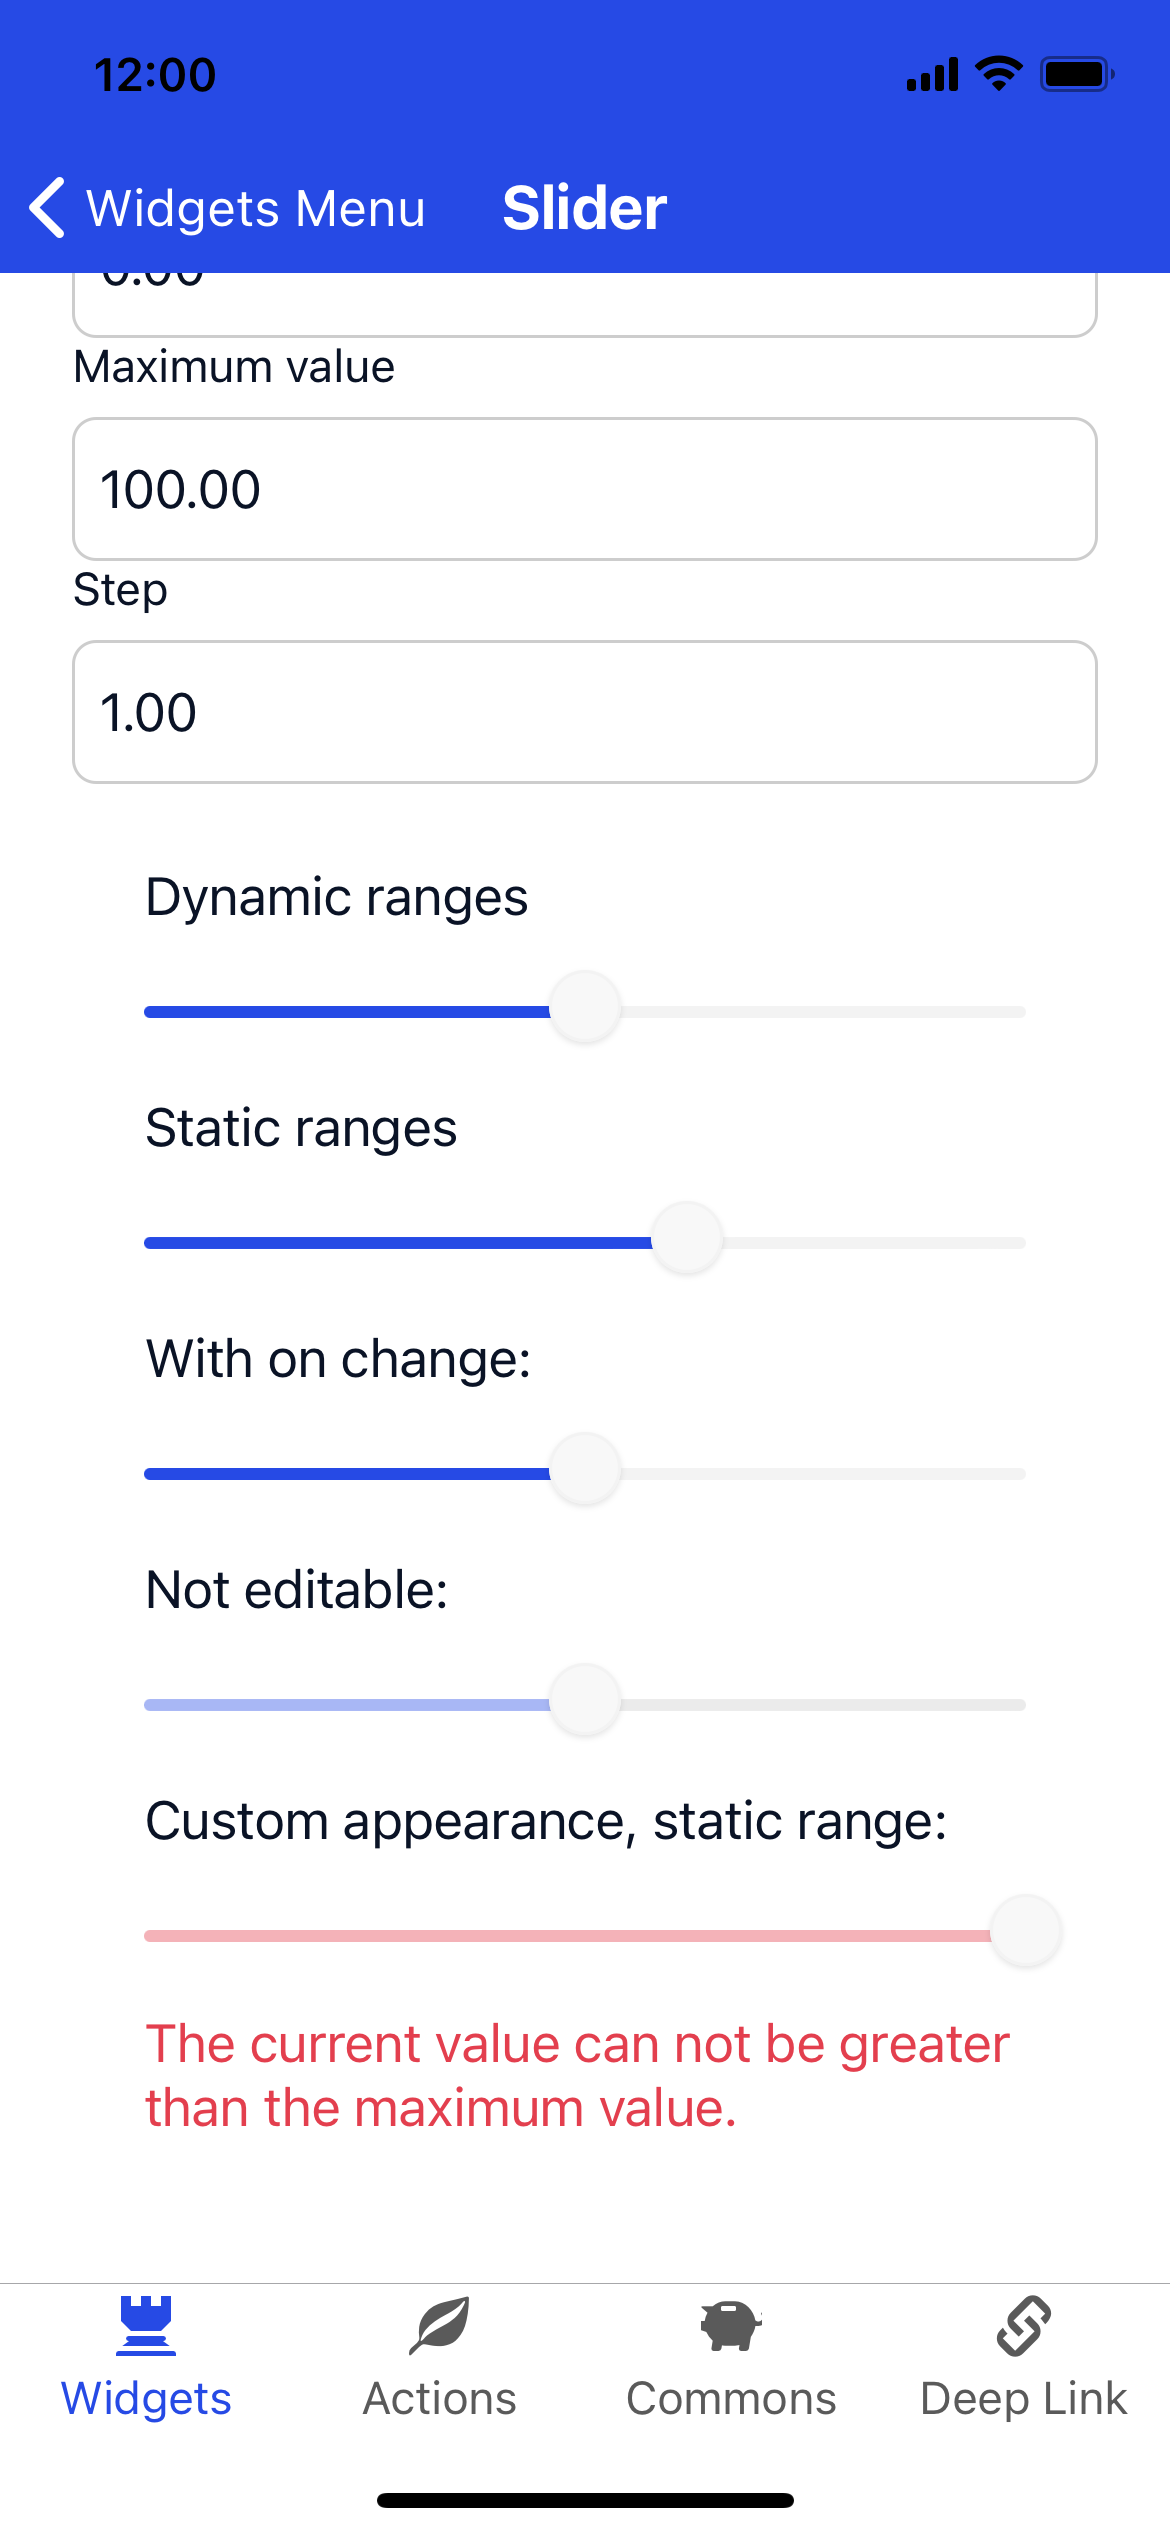 12:00
Widgets Menu
Slider
Maximum value
100.00
Step
1.00
Dynamic ranges
Static ranges
With on change:
Not editable:
Custom appearance, static range:
The current value can not be greater
than the maximum value.
Widgets
Actions
Commons
Deep Link